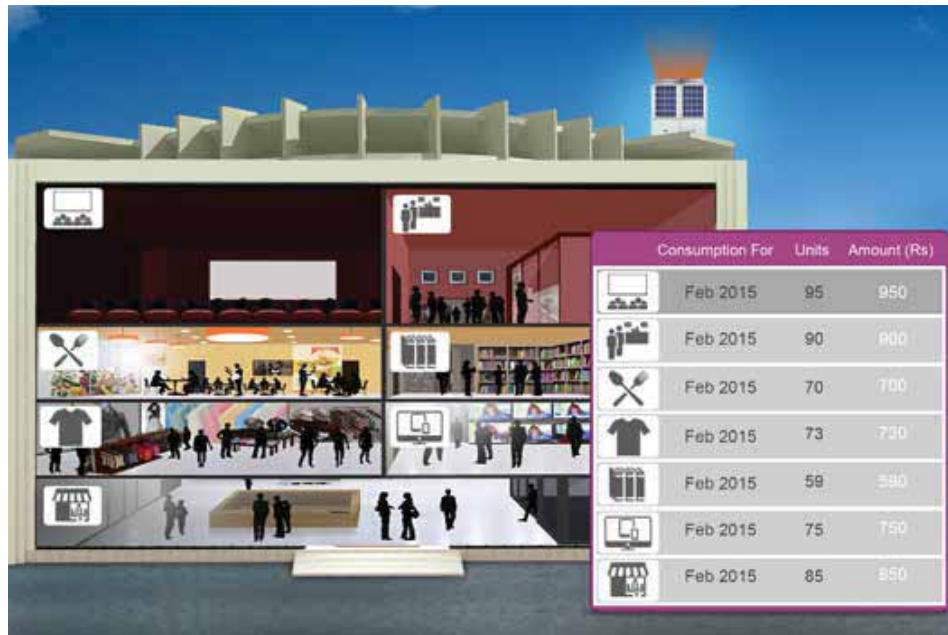 Consumption For Units Amount (Rs)
Feb 2015 95 950
Feb 2015 90 900
Feb 2015 70 700
Feb 2015 73 730
Feb 2015 59 590
Feb 2015 75 750
Feb 2015 85 850